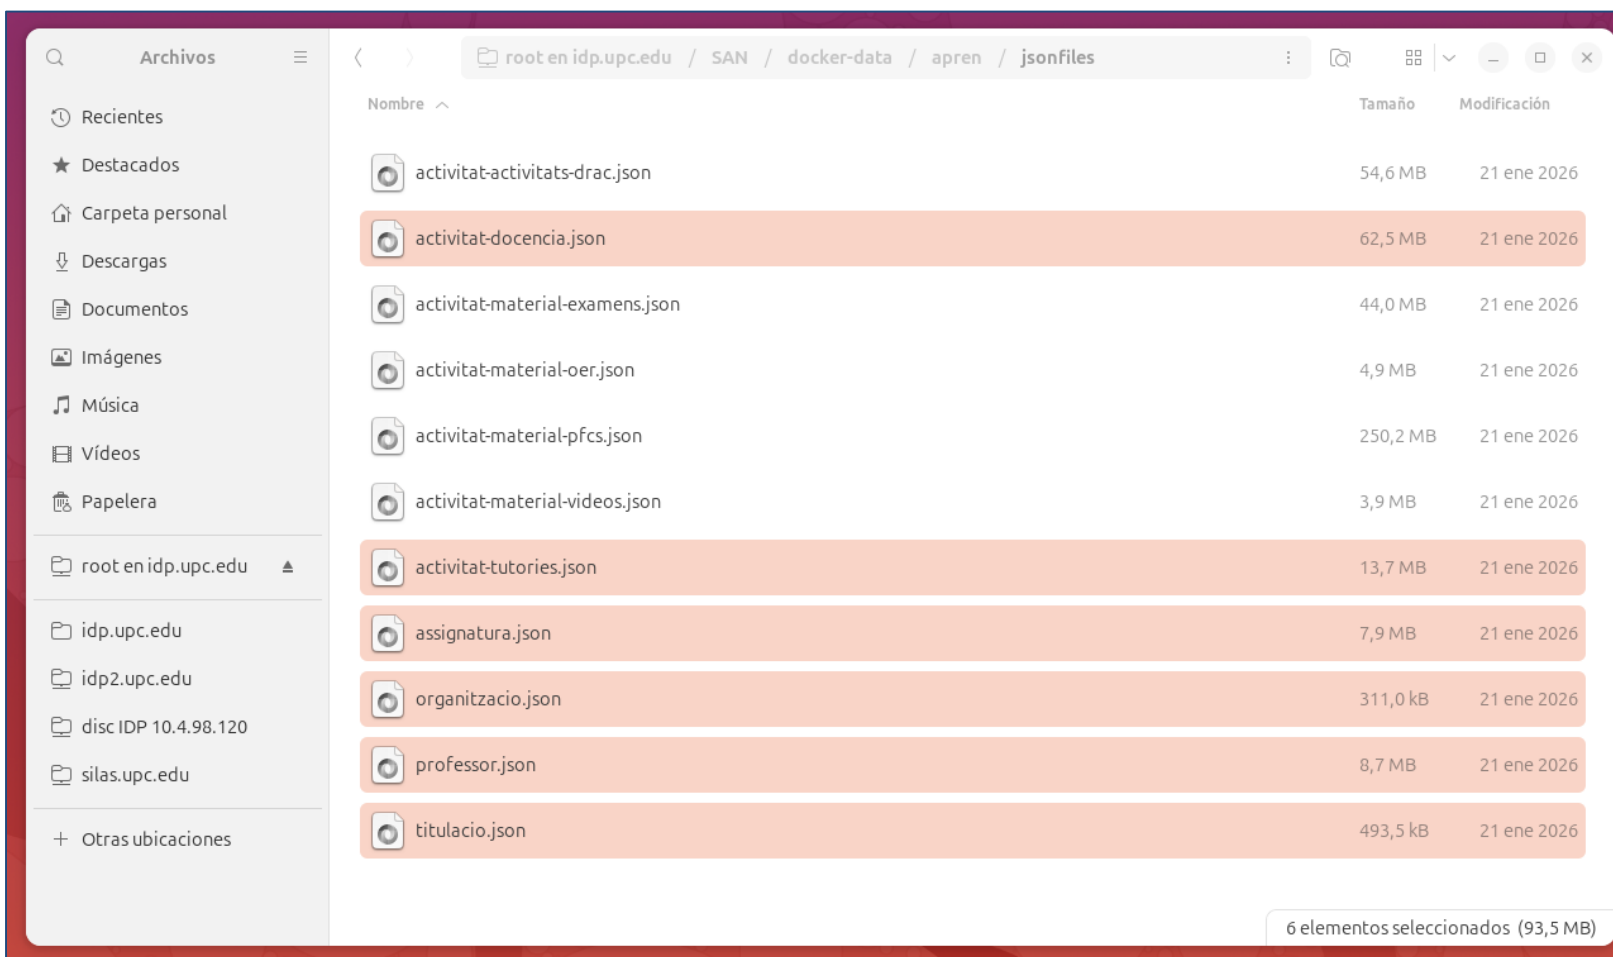 Archivos
root en idp.upc.edu / SAN / docker-data / apren / jsonfiles
Recientes
Destacados
Carpeta personal
Descargas
Documentos
Imágenes
Música
Vídeos
Papelera
root en idp.upc.edu
idp.upc.edu
idp2.upc.edu
disc IDP 10.4.98.120
silas.upc.edu
+ Otras ubicaciones
Nombre Tamaño Modificación
activitat-activitats-drac.json 54,6 MB 21 ene 2026
activitat-docencia.json 62,5 MB 21 ene 2026
activitat-material-examens.json 44,0 MB 21 ene 2026
activitat-material-oer.json 4,9 MB 21 ene 2026
activitat-material-pfcs.json 250,2 MB 21 ene 2026
activitat-material-videos.json 3,9 MB 21 ene 2026
activitat-tutories.json 13,7 MB 21 ene 2026
assignatura.json 7,9 MB 21 ene 2026
organitzacio.json 311,0 kB 21 ene 2026
professor.json 8,7 MB 21 ene 2026
titulacio.json 493,5 kB 21 ene 2026
6 elementos seleccionados (93,5 MB)